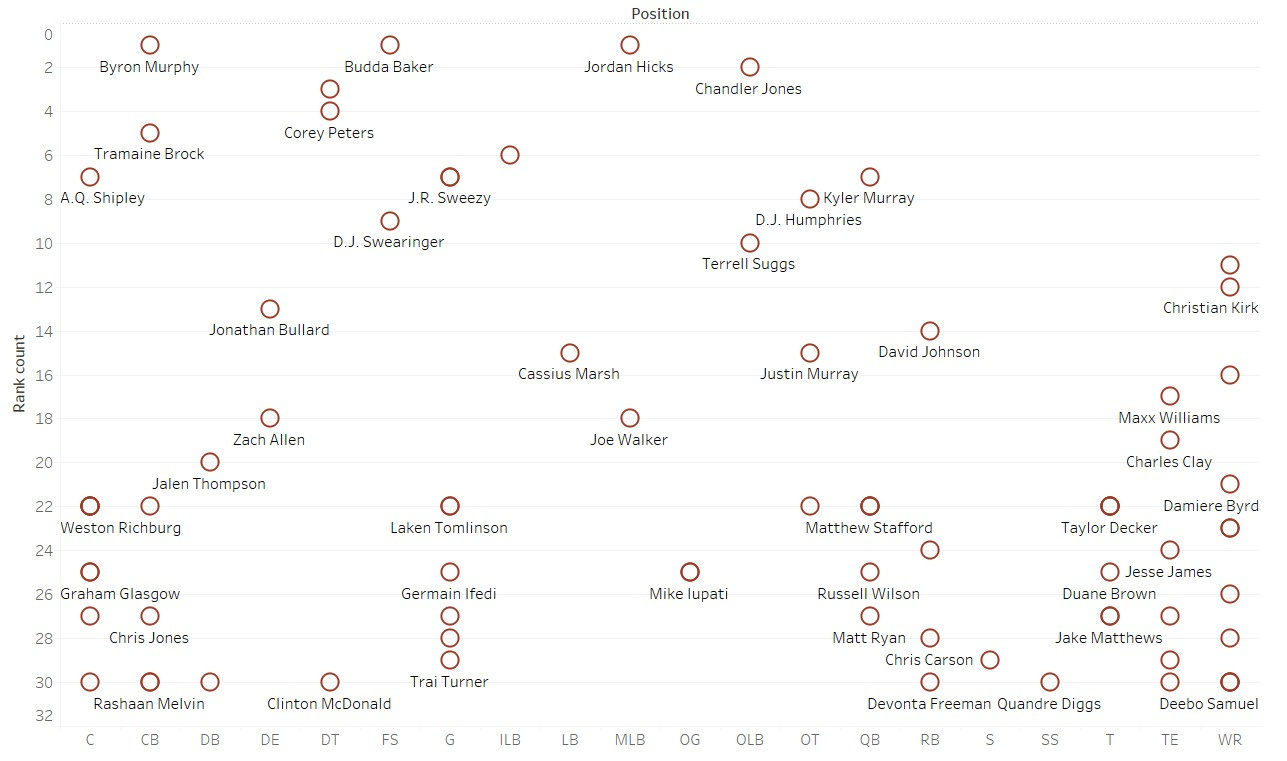 Position
0
Byron Murphy Budda Baker Jordan Hicks
2
Chandler Jones
4
Corey Peters
Tramaine Brock
6
A.Q. Shipley J.R. Sweezy Kyler Murray
8
D.J. Humphries
D.J. Swearinger
10
Terrell Suggs
12
Christian Kirk
Jonathan Bullard
14
David Johnson
Cassius Marsh Justin Murray
16
Maxx Williams
18
Zach Allen Joe Walker
Charles Clay
20
Jalen Thompson
Damiere Byrd
22
Weston Richburg Laken Tomlinson Matthew Stafford Taylor Decker
24
Jesse James
Graham Glasgow Germain Ifedi Mike Iupati Russell Wilson Duane Brown
26
Chris Jones Matt Ryan Jake Matthews
28
Chris Carson
Trai Turner
30
Rashaan Melvin Clinton McDonald Devonta Freeman Quandre Diggs Deebo Samuel
32
Rank count
C CB DB DE DT FS G ILB LB MLB OG OLB OT QB RB S SS T TE WR